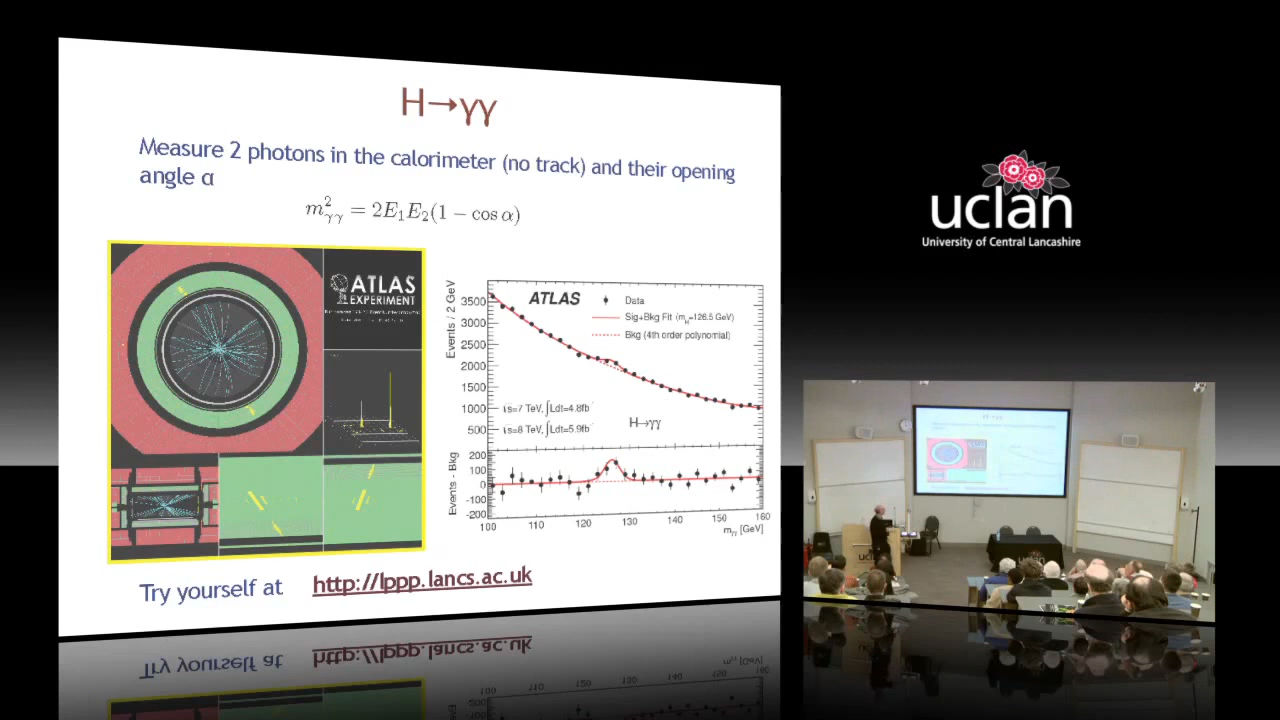 H→γγ
Measure 2 photons in the calorimeter (no track) and their opening
angle α
m²γγ = 2E₁E₂(1 − cos α)
ATLAS
EXPERIMENT
ATLAS
Data
Sig+Bkg Fit (mH=126.5 GeV)
Bkg (4th order polynomial)
Events / 2 GeV
3500
3000
2500
2000
1500
1000
500
√s=7 TeV, ∫Ldt=4.8fb
√s=8 TeV, ∫Ldt=5.9fb
H→γγ
Events - Bkg
200
100
0
-100
-200
100
110
120
130
140
150
160
mγγ [GeV]
Try yourself at http://lppp.lancs.ac.uk
uclan
University of Central Lancashire